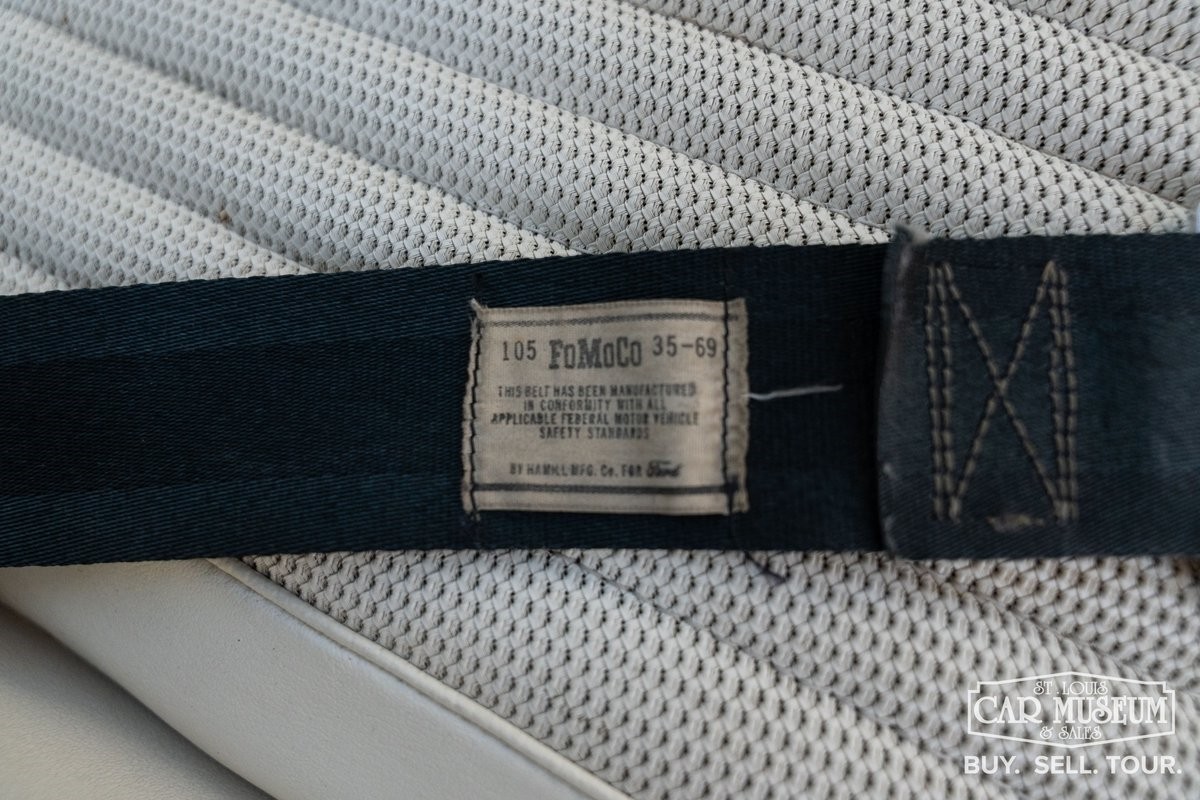 105 FoMoCo 35-69
THIS BELT HAS BEEN MANUFACTURED
IN CONFORMITY WITH ALL
APPLICABLE FEDERAL MOTOR VEHICLE
SAFETY STANDARDS
BY HAMILL MFG. Co. FOR Ford
ST. LOUIS
CAR MUSEUM
& SALES
BUY. SELL. TOUR.